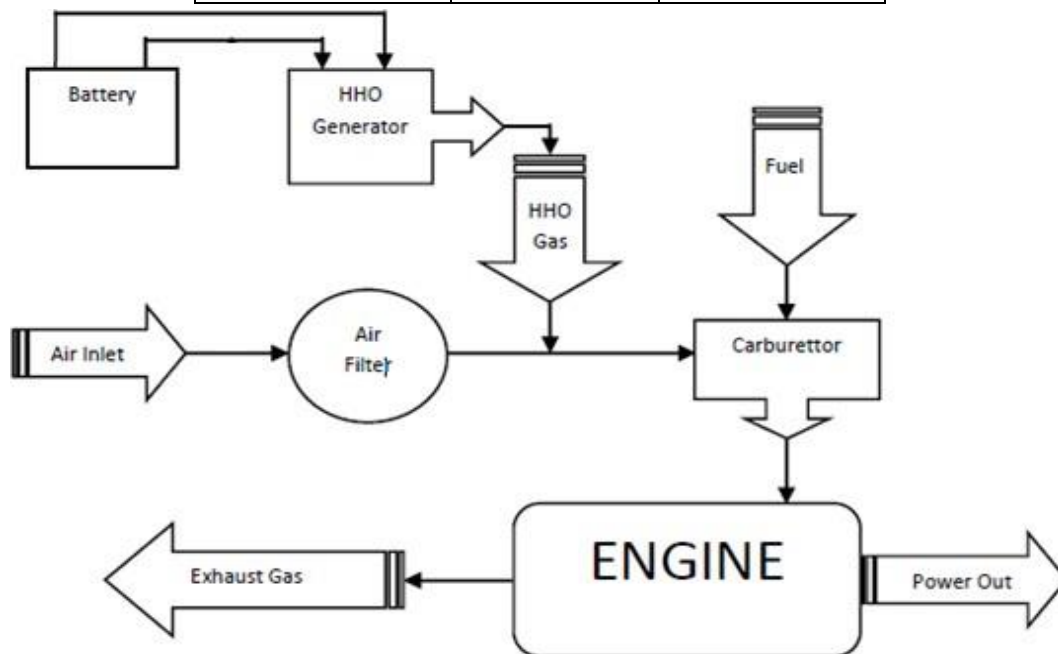 Battery
HHO
Generator
Fuel
HHO
Gas
Air Inlet
Air
Filter
Carburettor
ENGINE
Exhaust Gas
Power Out